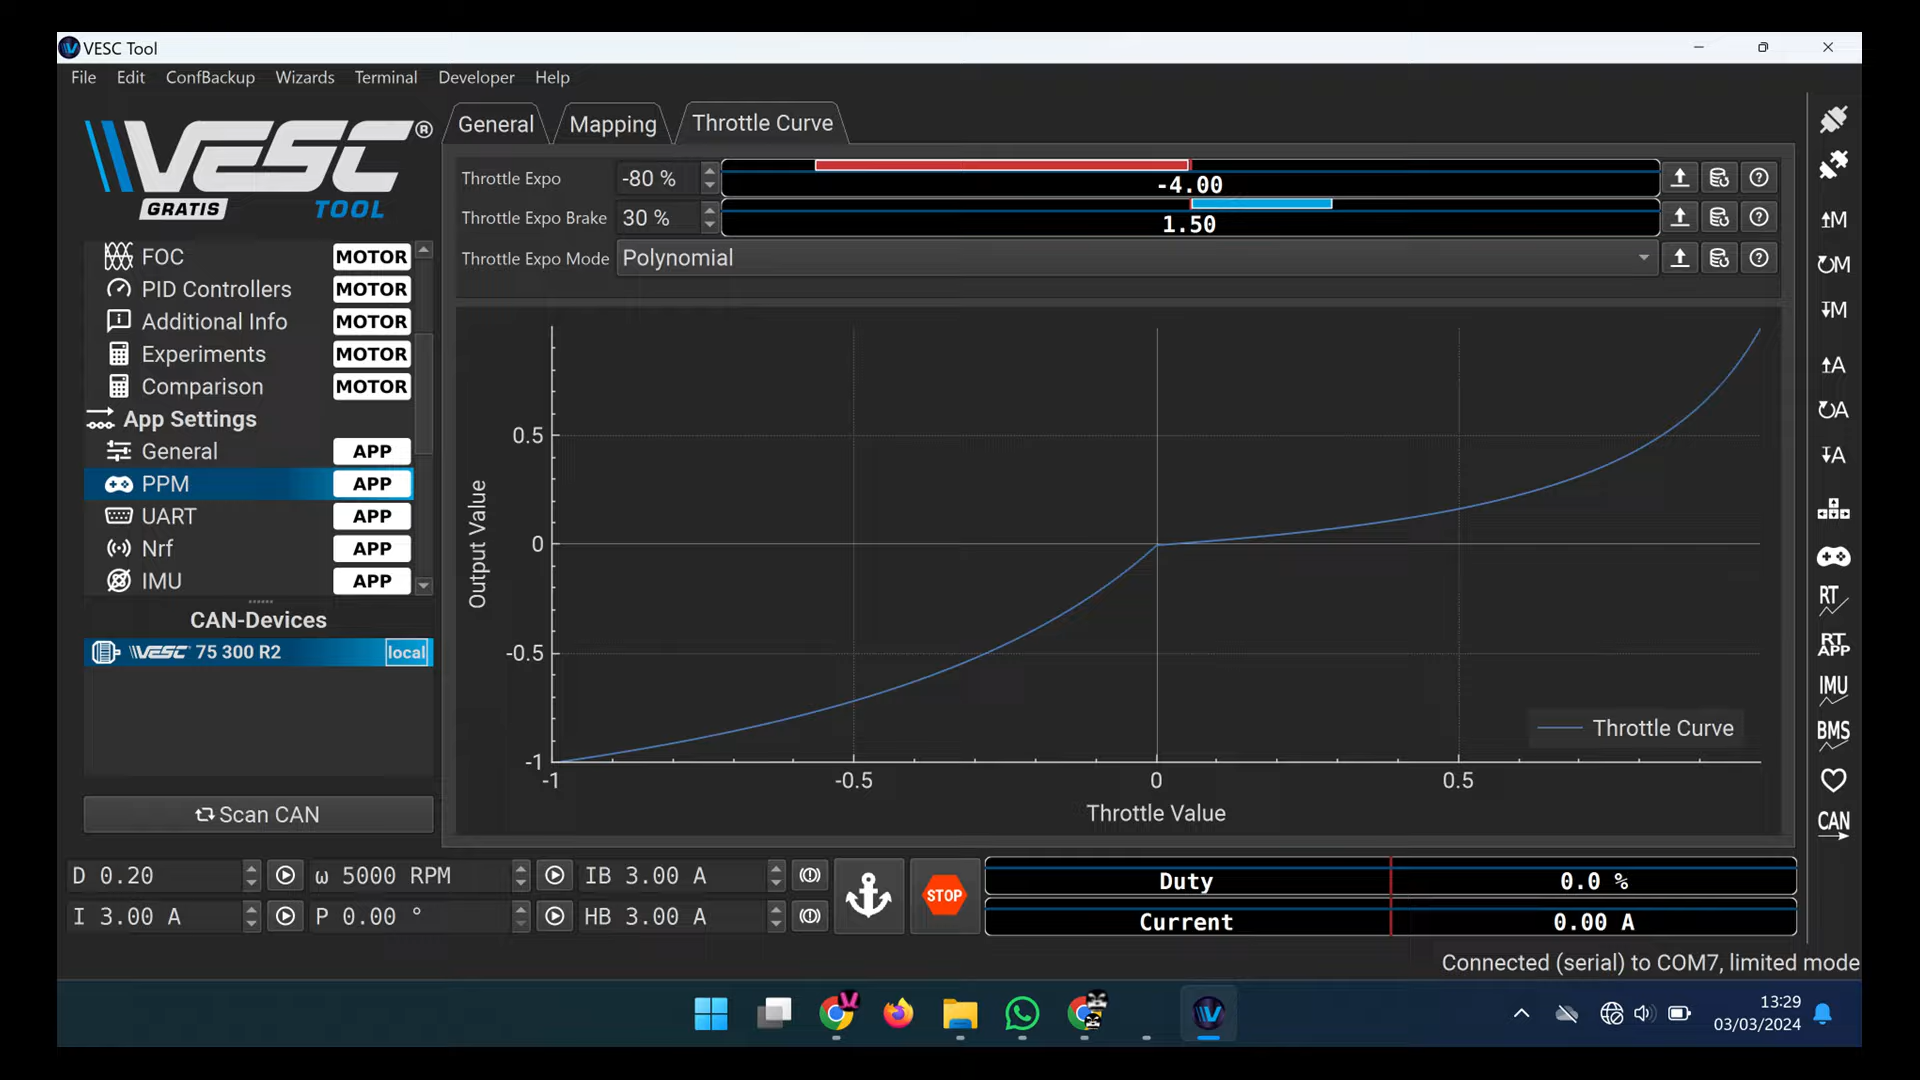 VESC Tool
File Edit ConfBackup Wizards Terminal Developer Help
VESC®
GRATIS TOOL
General Mapping Throttle Curve
Throttle Expo -80 % -4.00
Throttle Expo Brake 30 % 1.50
Throttle Expo Mode Polynomial
FOC MOTOR
PID Controllers MOTOR
Additional Info MOTOR
Experiments MOTOR
Comparison MOTOR
App Settings
General APP
PPM APP
UART APP
Nrf APP
IMU APP
CAN-Devices
VESC 75 300 R2 local
Scan CAN
0.5
0
-0.5
-1
Output Value
-1 -0.5 0 0.5
Throttle Value
Throttle Curve
M
M
M
A
A
A
RT
RT
APP
IMU
BMS
CAN
D 0.20 ω 5000 RPM IB 3.00 A
I 3.00 A P 0.00 ° HB 3.00 A
STOP
Duty 0.0 %
Current 0.00 A
Connected (serial) to COM7, limited mode
13:29
03/03/2024